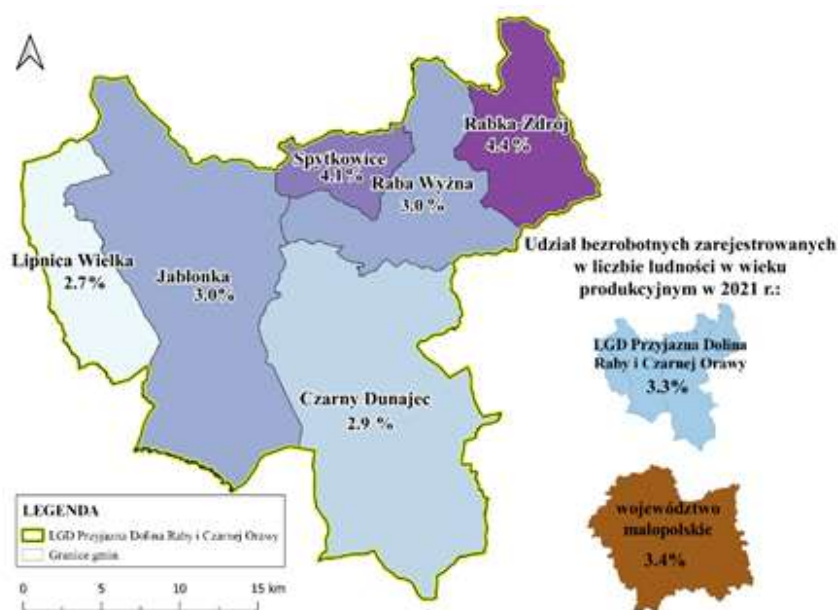 Rabka-Zdrój
4.4 %
Spytkowice
4.1 %
Raba Wyżna
3.0 %
Lipnica Wielka
2.7%
Jabłonka
3.0%
Czarny Dunajec
2.9 %
Udział bezrobotnych zarejestrowanych
w liczbie ludności w wieku
produkcyjnym w 2021 r.:
LGD Przyjazna Dolina
Raby i Czarnej Orawy
3.3%
województwo
małopolskie
3.4%
LEGENDA
LGD Przyjazna Dolina Raby i Czarnej Orawy
Granice gmin
0 5 10 15 km